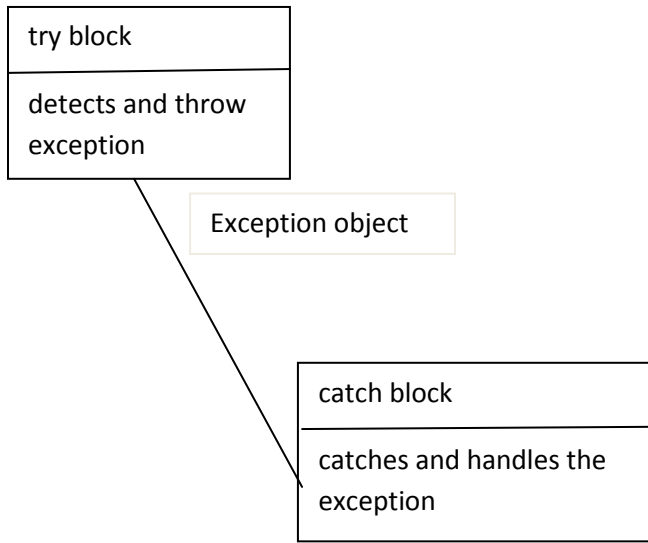 try block
detects and throw
exception
Exception object
catch block
catches and handles the
exception